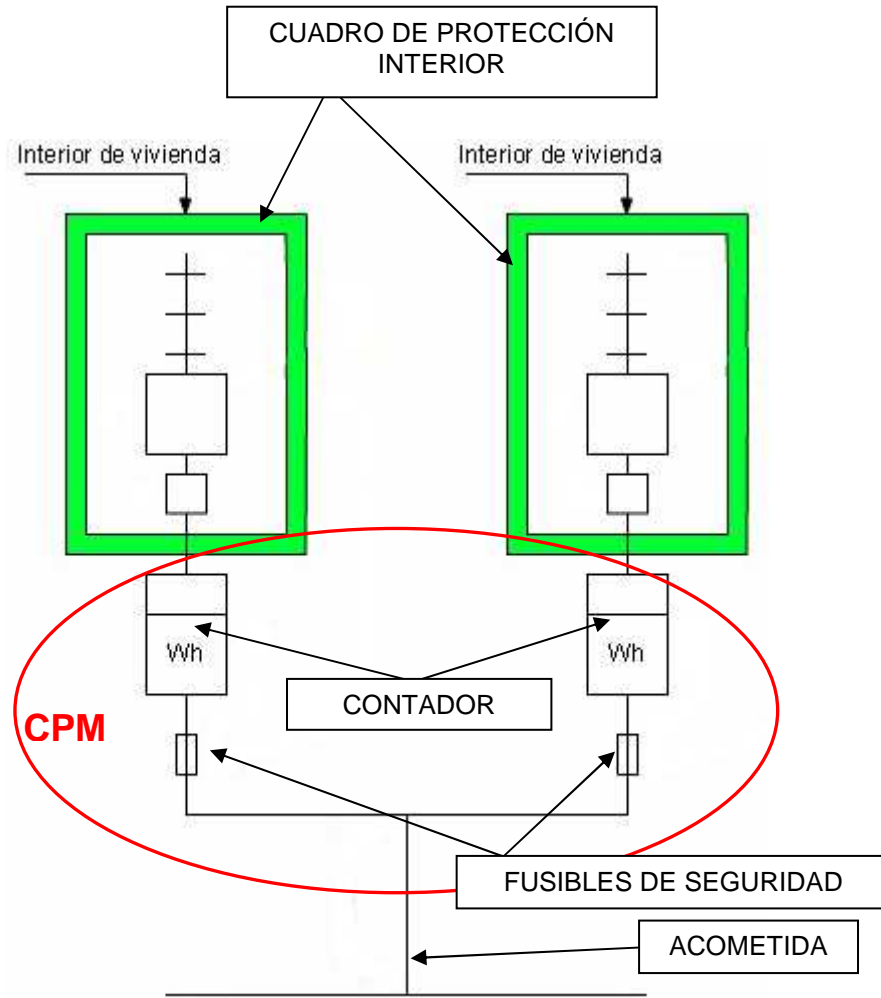 CUADRO DE PROTECCIÓN
INTERIOR
Interior de vivienda
Interior de vivienda
Wh
Wh
CONTADOR
CPM
FUSIBLES DE SEGURIDAD
ACOMETIDA